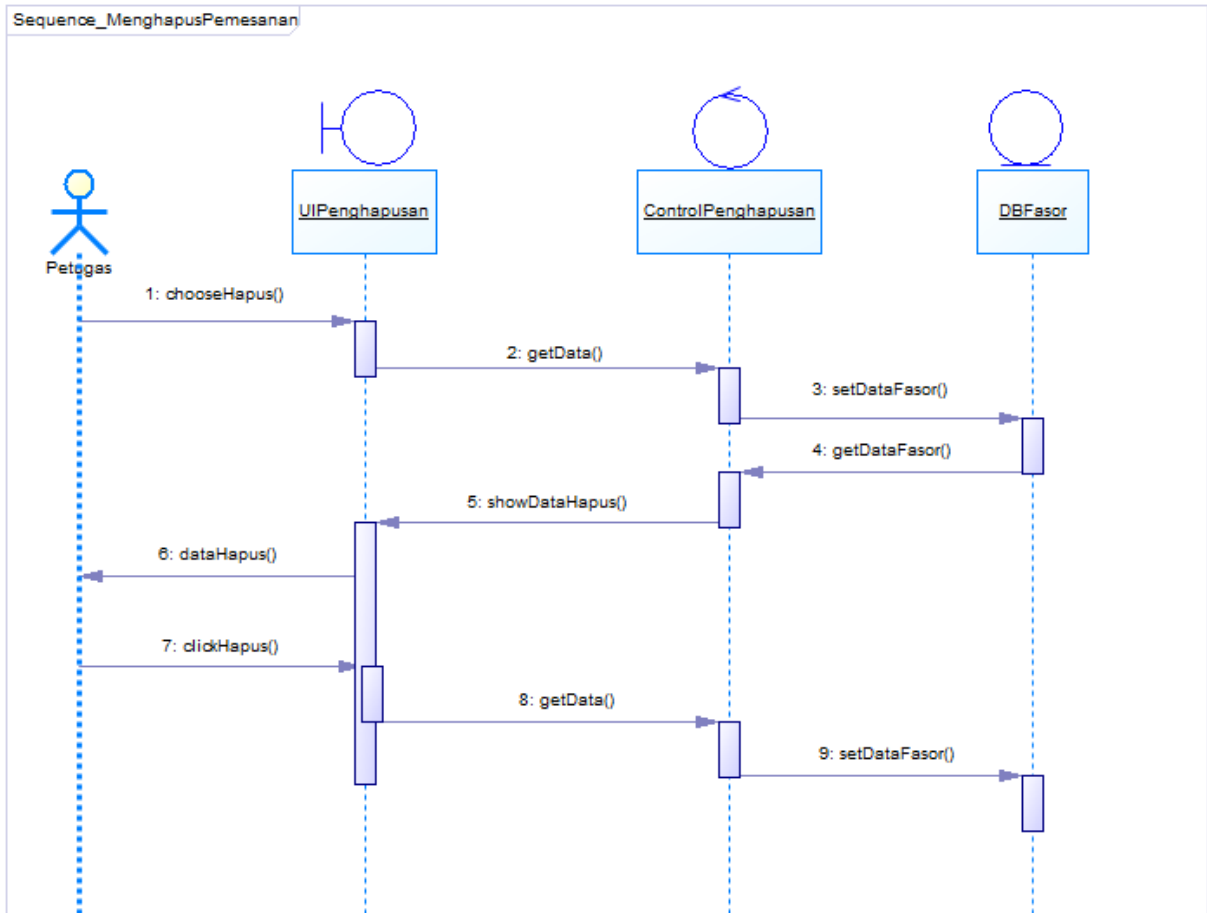 Sequence_MenghapusPemesanan
UIPenghapusan
ControlPenghapusan
DBFasor
Petugas
1: chooseHapus()
2: getData()
3: setDataFasor()
4: getDataFasor()
5: showDataHapus()
6: dataHapus()
7: clickHapus()
8: getData()
9: setDataFasor()